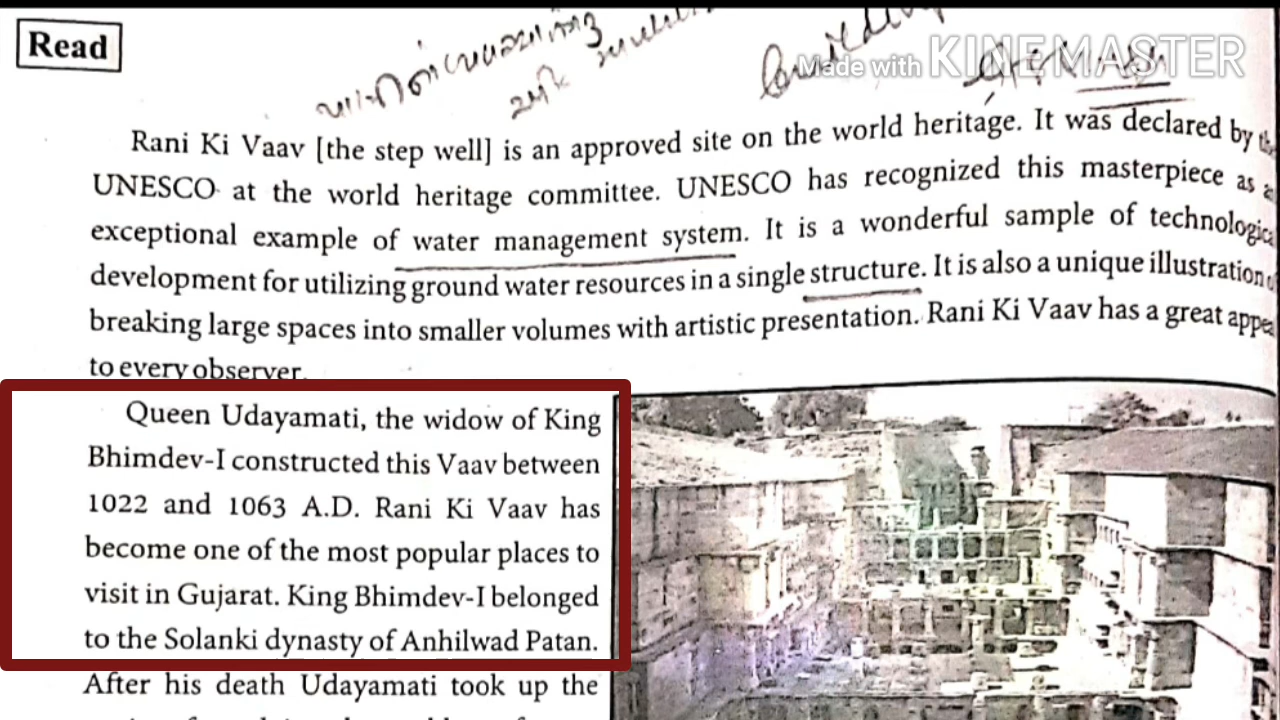 Read
Made with KINEMASTER
Rani Ki Vaav [the step well] is an approved site on the world heritage. It was declared by
UNESCO at the world heritage committee. UNESCO has recognized this masterpiece as
exceptional example of water management system. It is a wonderful sample of
development for utilizing ground water resources in a single structure. It is also a unique illustration
breaking large spaces into smaller volumes with artistic presentation. Rani Ki Vaav has a great
to every observer.
Queen Udayamati, the widow of King
Bhimdev-I constructed this Vaav between
1022 and 1063 A.D. Rani Ki Vaav has
become one of the most popular places to
visit in Gujarat. King Bhimdev-I belonged
to the Solanki dynasty of Anhilwad Patan.
After his death Udayamati took up the